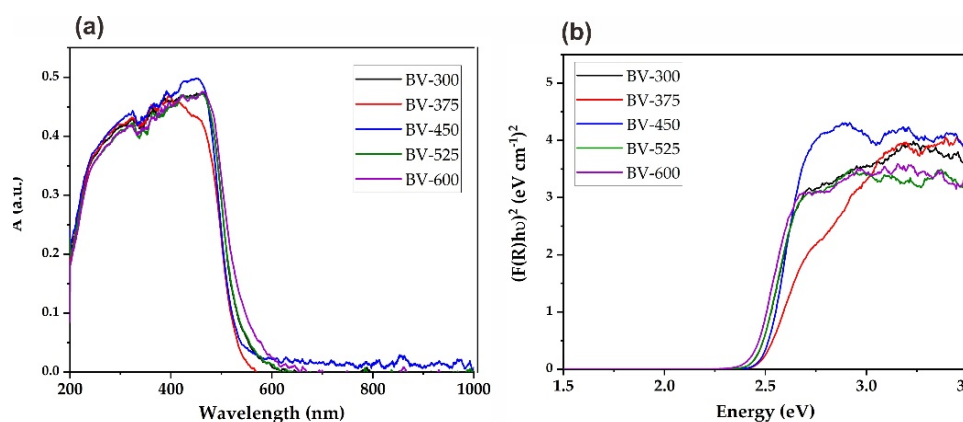 (a)
0.5
0.4
0.3
0.2
0.1
0.0
A (a.u.)
200
400
600
800
1000
Wavelength (nm)
BV-300
BV-375
BV-450
BV-525
BV-600
(b)
5
4
3
2
1
0
(F(R)hυ)² (eV cm⁻¹)²
1.5
2.0
2.5
3.0
3.5
Energy (eV)
BV-300
BV-375
BV-450
BV-525
BV-600